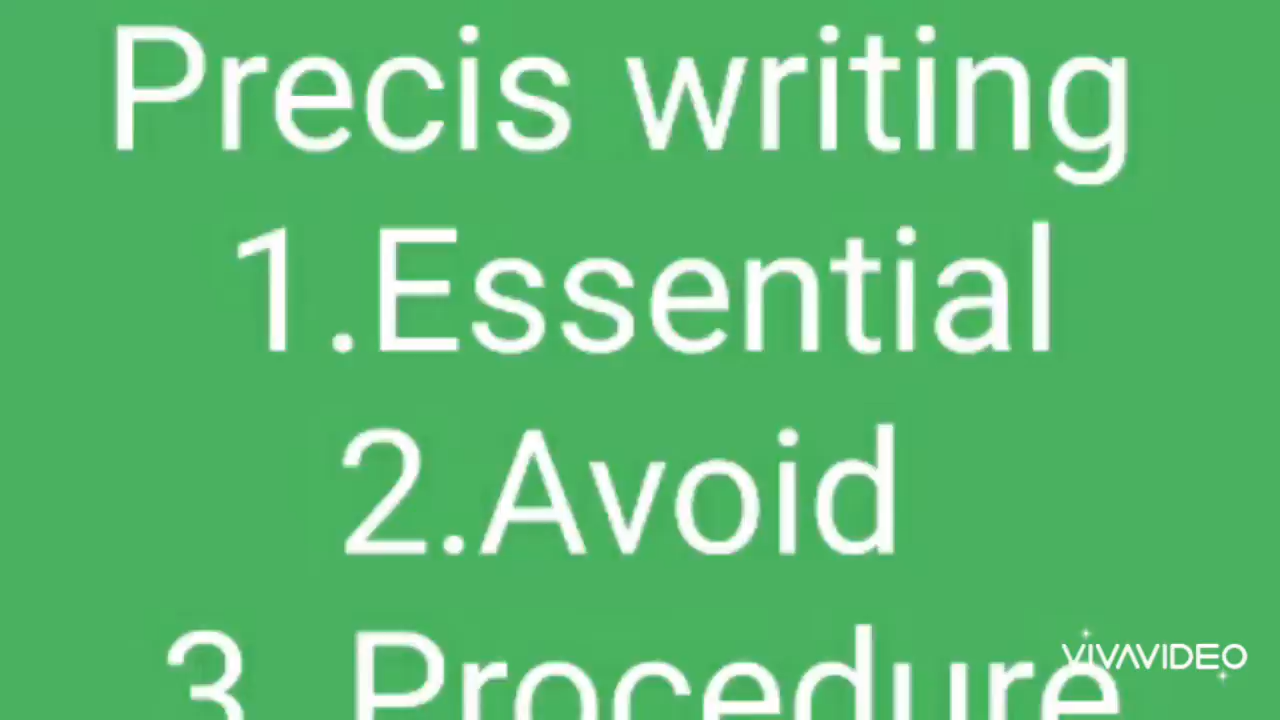 Precis writing
1.Essential
2.Avoid
3. Procedure
VIVAVIDEO